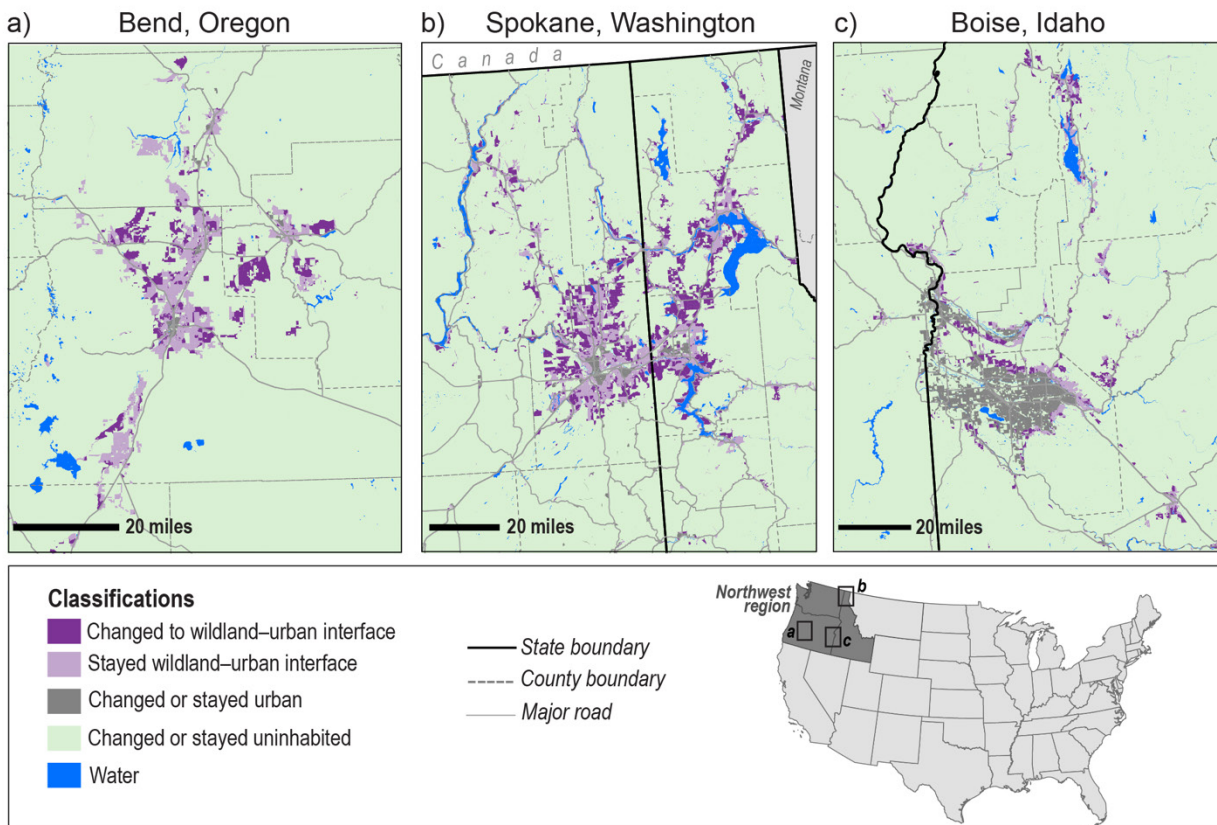 a) Bend, Oregon
b) Spokane, Washington
c) Boise, Idaho
Canada
Montana
20 miles
20 miles
20 miles
Classifications
Changed to wildland–urban interface
Stayed wildland–urban interface
Changed or stayed urban
Changed or stayed uninhabited
Water
State boundary
County boundary
Major road
Northwest
region
a
b
c